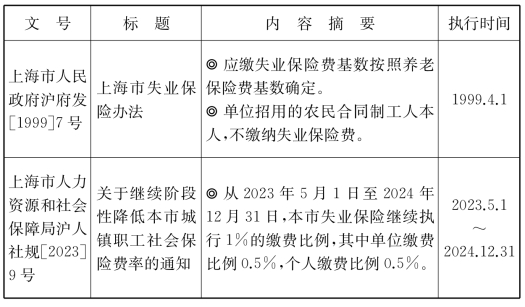 文 号
标 题
内 容 摘 要
执行时间
上海市人民
政府沪府发
[1999]7 号
上海市失业保
险办法
◎ 应缴失业保险费基数按照养老
保险费基数确定。
◎ 单位招用的农民合同制工人本
人,不缴纳失业保险费。
1999.4.1
上海市人力
资源和社会
保障局沪人
社规[2023]
9 号
关于继续阶段
性降低本市城
镇职工社会保
险费率的通知
◎ 从 2023 年 5 月 1 日至 2024 年
12 月 31 日,本市失业保险继续执
行 1%的缴费比例,其中单位缴费
比例 0.5%,个人缴费比例 0.5%。
2023.5.1
～
2024.12.31